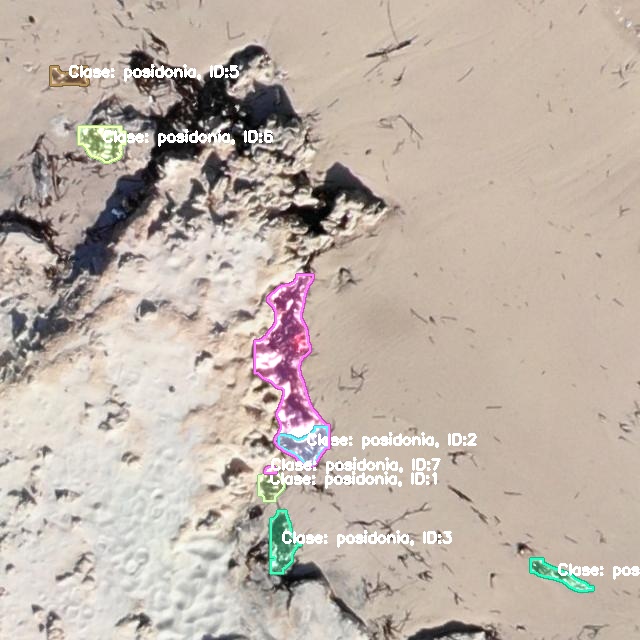 Clase: posidonia, ID:5
Clase: posidonia, ID:6
Clase: posidonia, ID:2
Clase: posidonia, ID:7
Clase: posidonia, ID:1
Clase: posidonia, ID:3
Clase: pos